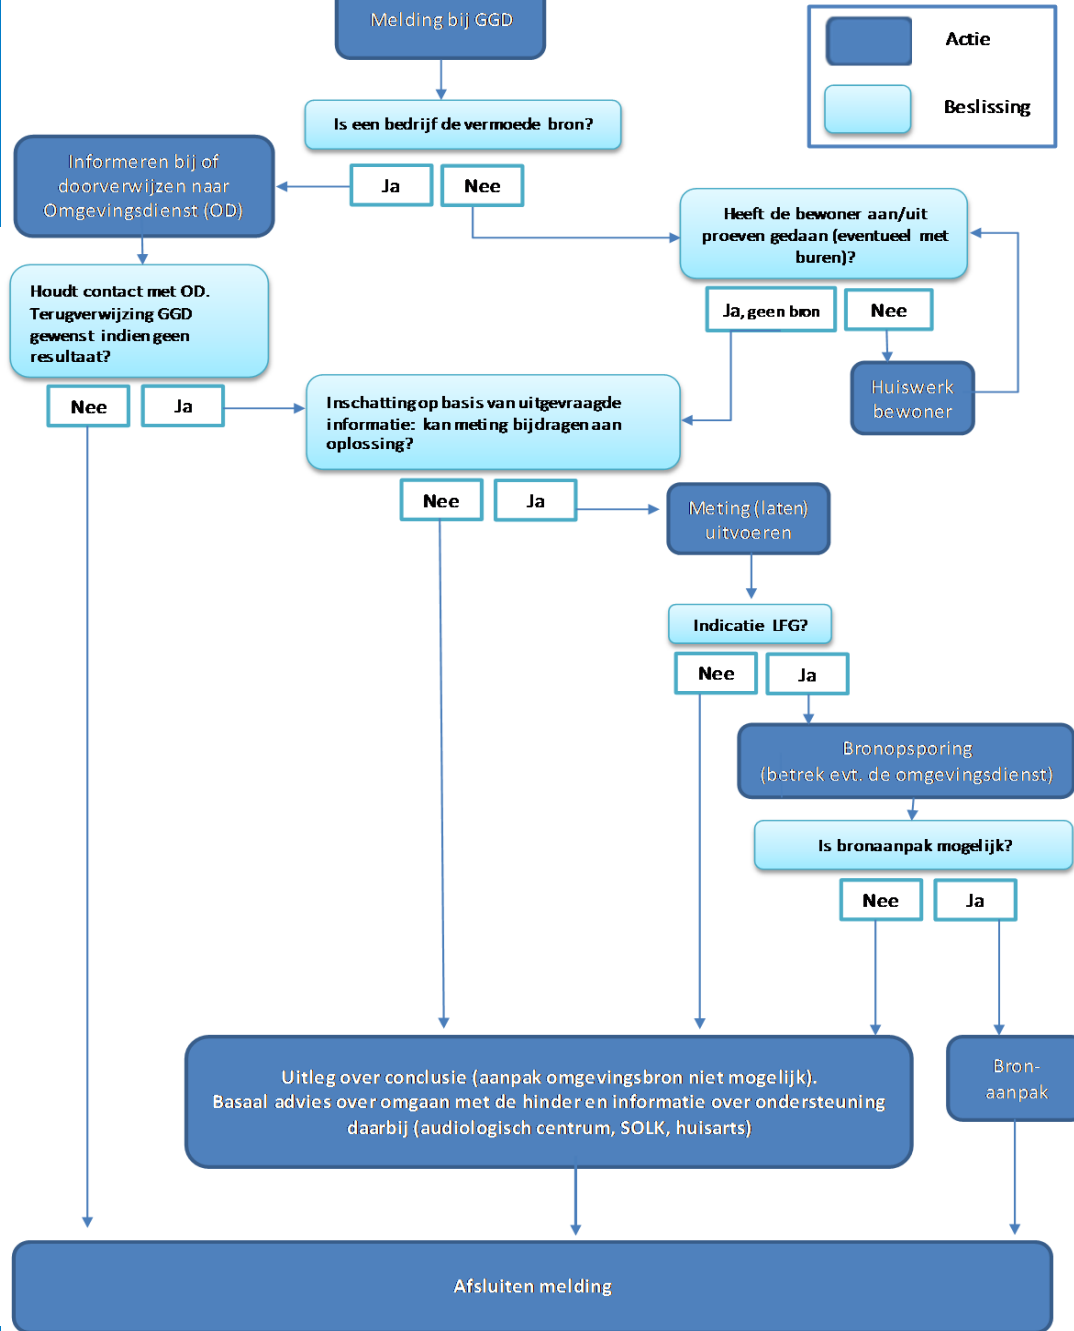 Melding bij GGD
Actie
Beslissing
Is een bedrijf de vermoede bron?
Ja
Nee
Informeren bij of
doorverwijzen naar
Omgevingsdienst (OD)
Heeft de bewoner aan/uit
proeven gedaan (eventueel met
buren)?
Houdt contact met OD.
Terugverwijzing GGD
gewenst indien geen
resultaat?
Ja, geen bron
Nee
Huiswerk
bewoner
Nee
Ja
Inschatting op basis van uitgevraagde
informatie: kan meting bijdragen aan
oplossing?
Nee
Ja
Meting (laten)
uitvoeren
Indicatie LFG?
Nee
Ja
Bronopsporing
(betrek evt. de omgevingsdienst)
Is bronaanpak mogelijk?
Nee
Ja
Uitleg over conclusie (aanpak omgevingsbron niet mogelijk).
Basaal advies over omgaan met de hinder en informatie over ondersteuning
daarbij (audiologisch centrum, SOLK, huisarts)
Bron-
aanpak
Afsluiten melding